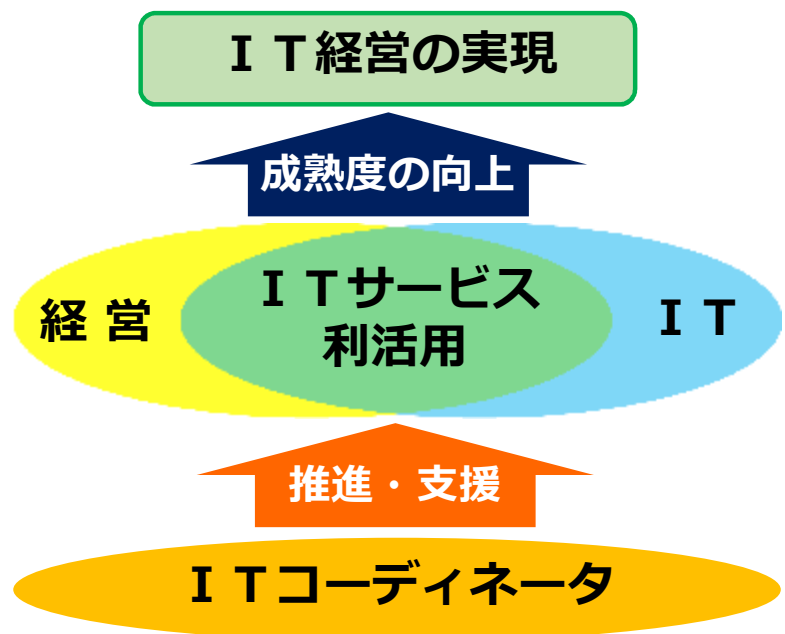 ＩＴ経営の実現
成熟度の向上
経 営
ＩＴサービス
利活用
ＩＴ
推進・支援
ＩＴコーディネータ